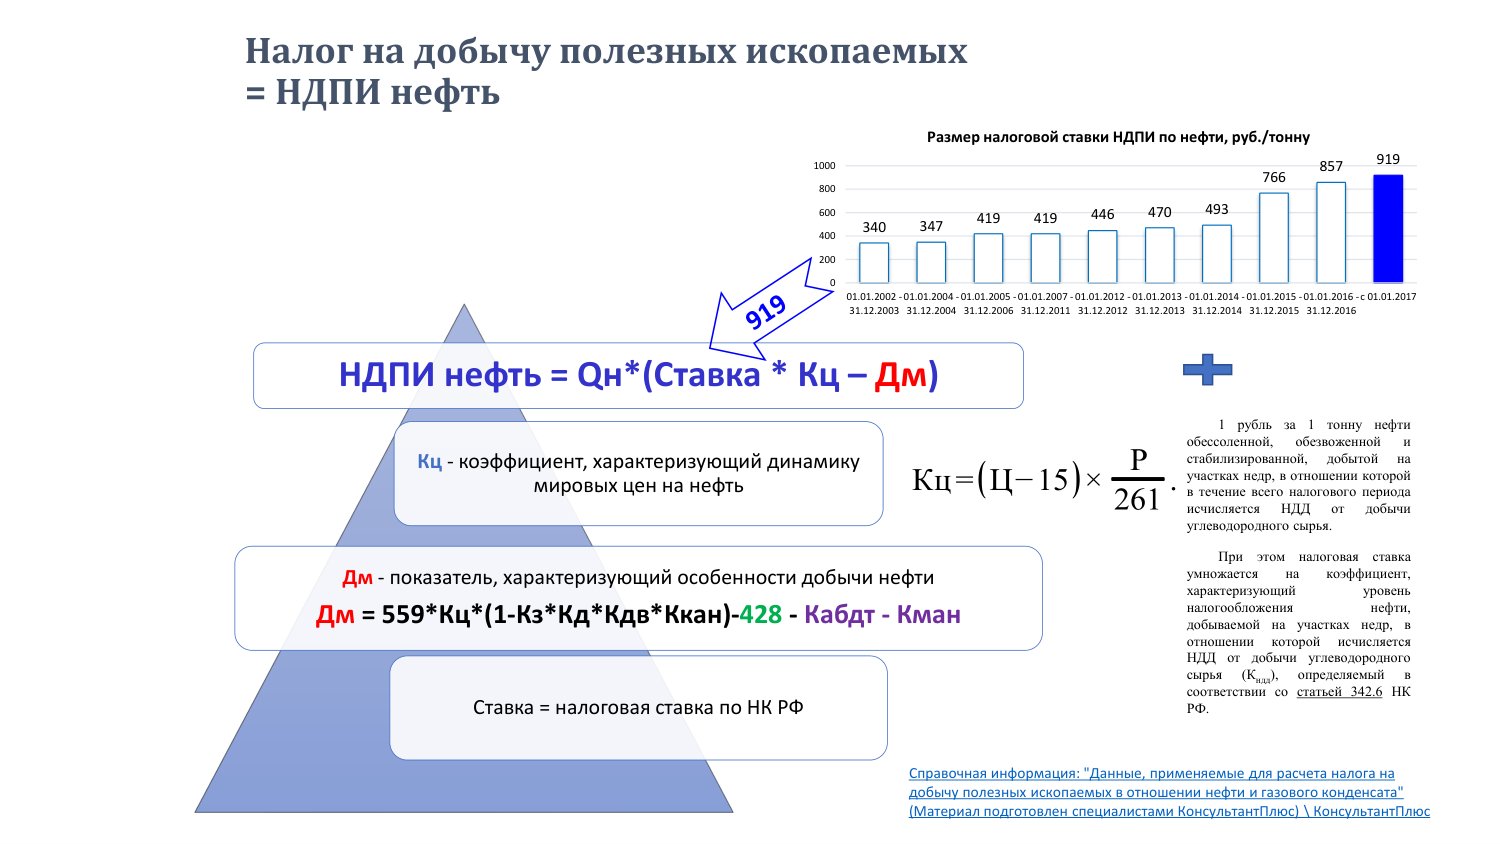 Налог на добычу полезных ископаемых
= НДПИ нефть
Размер налоговой ставки НДПИ по нефти, руб./тонну
1000
800
600
400
200
0
340
347
419
419
446
470
493
766
857
919
01.01.2002 - 01.01.2004 - 01.01.2005 - 01.01.2007 - 01.01.2012 - 01.01.2013 - 01.01.2014 - 01.01.2015 - 01.01.2016 - с 01.01.2017
31.12.2003 31.12.2004 31.12.2006 31.12.2011 31.12.2012 31.12.2013 31.12.2014 31.12.2015 31.12.2016
919
НДПИ нефть = Qн*(Ставка * Кц – Дм)
Кц - коэффициент, характеризующий динамику
мировых цен на нефть
Кц=(Ц−15)× Р/261.
Дм - показатель, характеризующий особенности добычи нефти
Дм = 559*Кц*(1-Кз*Кд*Кдв*Ккан)-428 - Кабдт - Кман
Ставка = налоговая ставка по НК РФ
1 рубль за 1 тонну нефти
обессоленной, обезвоженной и
стабилизированной, добытой на
участках недр, в отношении которой
в течение всего налогового периода
исчисляется НДД от добычи
углеводородного сырья.
При этом налоговая ставка
умножается на коэффициент,
характеризующий уровень
налогообложения нефти,
добываемой на участках недр, в
отношении которой исчисляется
НДД от добычи углеводородного
сырья (Кндд), определяемый в
соответствии со статьей 342.6 НК
РФ.
Справочная информация: "Данные, применяемые для расчета налога на
добычу полезных ископаемых в отношении нефти и газового конденсата"
(Материал подготовлен специалистами КонсультантПлюс) \ КонсультантПлюс